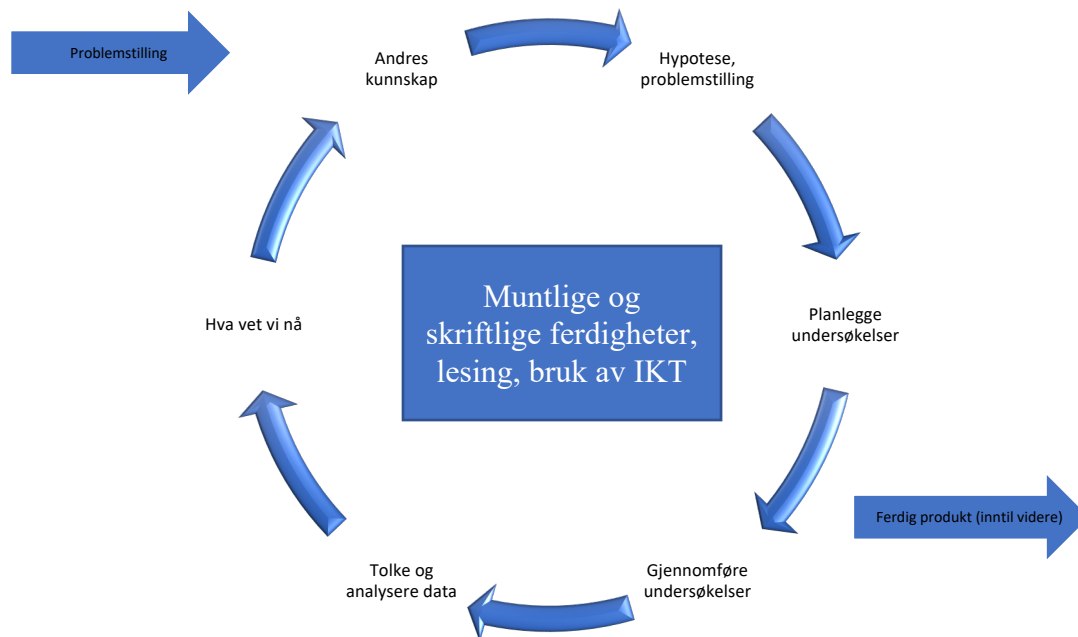 Problemstilling
Andres
kunnskap
Hypotese,
problemstilling
Planlegge
undersøkelser
Gjennomføre
undersøkelser
Tolke og
analysere data
Hva vet vi nå
Muntlige og
skriftlige ferdigheter,
lesing, bruk av IKT
Ferdig produkt (inntil videre)